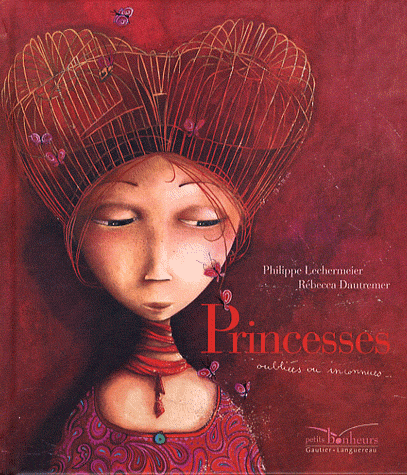 Philippe Lechermeier
Rébecca Dautremer
Princesses
oubliées ou inconnues...
petits bonheurs
Gautier-Languereau